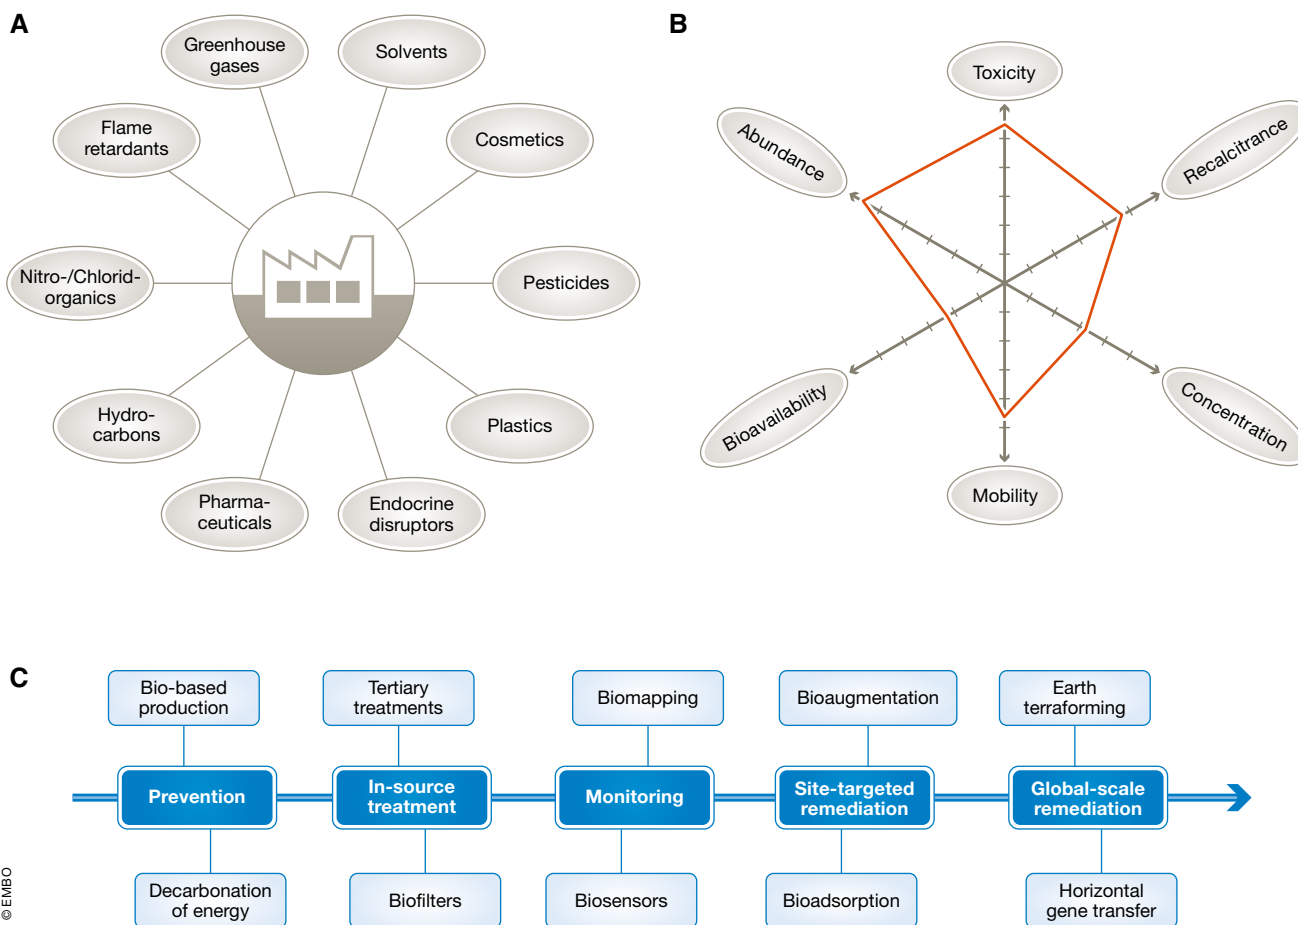 A
Greenhouse
gases
Solvents
Flame
retardants
Cosmetics
Nitro-/Chlorid-
organics
Pesticides
Hydro-
carbons
Plastics
Pharma-
ceuticals
Endocrine
disruptors
B
Toxicity
Abundance
Recalcitrance
Bioavailability
Concentration
Mobility
C
Bio-based
production
Tertiary
treatments
Biomapping
Bioaugmentation
Earth
terraforming
Prevention
In-source
treatment
Monitoring
Site-targeted
remediation
Global-scale
remediation
Decarbonation
of energy
Biofilters
Biosensors
Bioadsorption
Horizontal
gene transfer
© EMBO